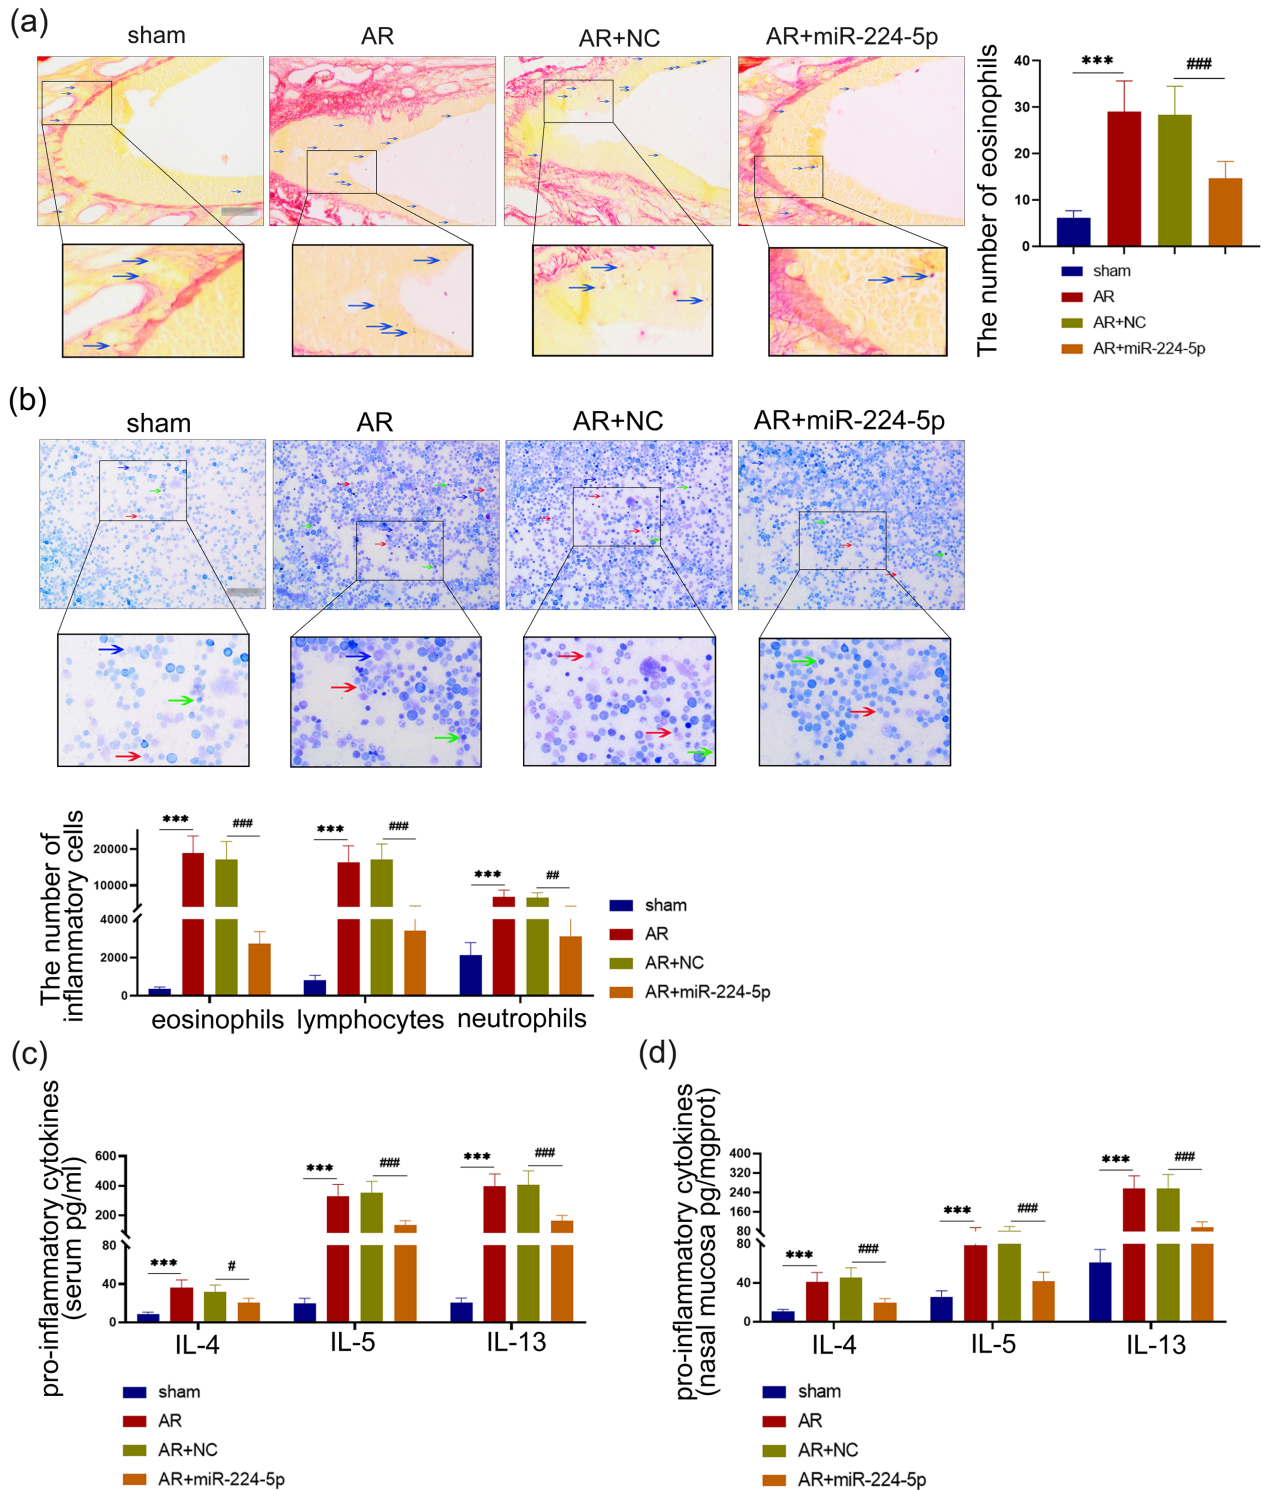 (a)
sham
AR
AR+NC
AR+miR-224-5p
The number of eosinophils
40
30
20
10
0
***
###
sham
AR
AR+NC
AR+miR-224-5p
(b)
sham
AR
AR+NC
AR+miR-224-5p
The number of
inflammatory cells
20000
10000
4000
2000
0
***
###
***
###
***
##
eosinophils
lymphocytes
neutrophils
sham
AR
AR+NC
AR+miR-224-5p
(c)
pro-inflammatory cytokines
(serum pg/ml)
600
400
200
80
40
0
***
#
***
###
***
###
IL-4
IL-5
IL-13
sham
AR
AR+NC
AR+miR-224-5p
(d)
pro-inflammatory cytokines
(nasal mucosa pg/mgprot)
400
320
240
160
80
80
40
0
***
###
***
###
***
###
IL-4
IL-5
IL-13
sham
AR
AR+NC
AR+miR-224-5p